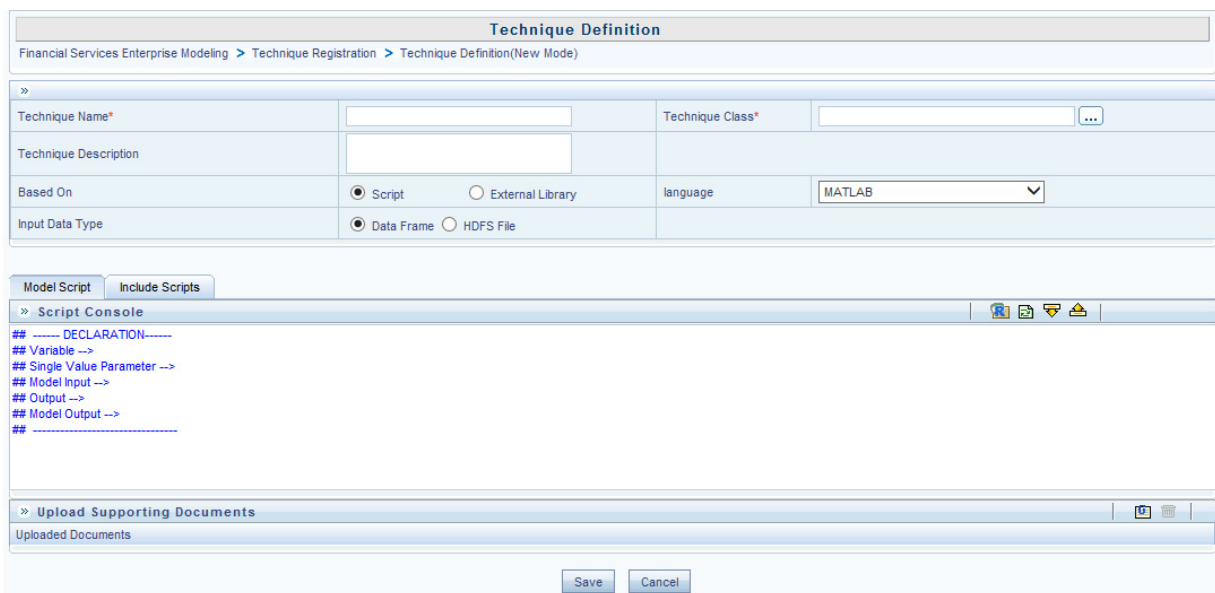 Technique Definition
Financial Services Enterprise Modeling > Technique Registration > Technique Definition(New Mode)
Technique Name*
Technique Class*
...
Technique Description
Based On
Script
External Library
language
MATLAB
Input Data Type
Data Frame
HDFS File
Model Script
Include Scripts
» Script Console
R
## ------ DECLARATION------
## Variable -->
## Single Value Parameter -->
## Model Input -->
## Output -->
## Model Output -->
## --------------------------------
» Upload Supporting Documents
Uploaded Documents
Save
Cancel